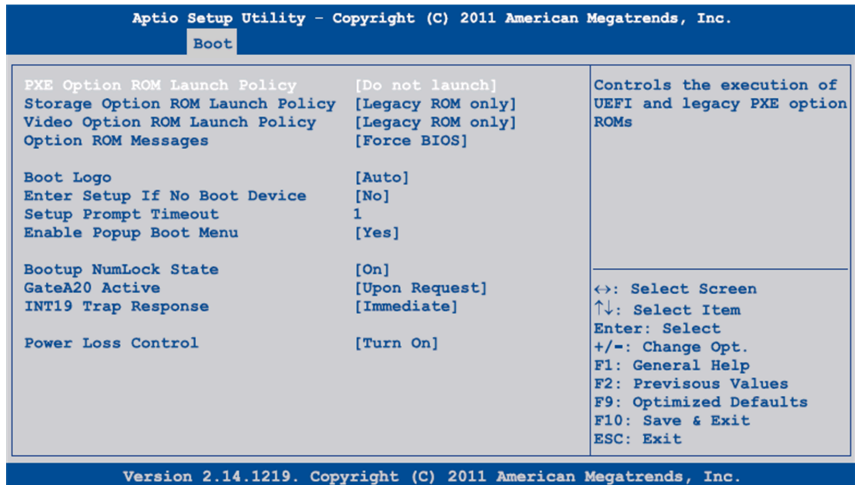 Aptio Setup Utility – Copyright (C) 2011 American Megatrends, Inc.
Boot
PXE Option ROM Launch Policy [Do not launch]
Storage Option ROM Launch Policy [Legacy ROM only]
Video Option ROM Launch Policy [Legacy ROM only]
Option ROM Messages [Force BIOS]
Boot Logo [Auto]
Enter Setup If No Boot Device [No]
Setup Prompt Timeout 1
Enable Popup Boot Menu [Yes]
Bootup NumLock State [On]
GateA20 Active [Upon Request]
INT19 Trap Response [Immediate]
Power Loss Control [Turn On]
Controls the execution of
UEFI and legacy PXE option
ROMs
↔: Select Screen
↑↓: Select Item
Enter: Select
+/-: Change Opt.
F1: General Help
F2: Previsous Values
F9: Optimized Defaults
F10: Save & Exit
ESC: Exit
Version 2.14.1219. Copyright (C) 2011 American Megatrends, Inc.